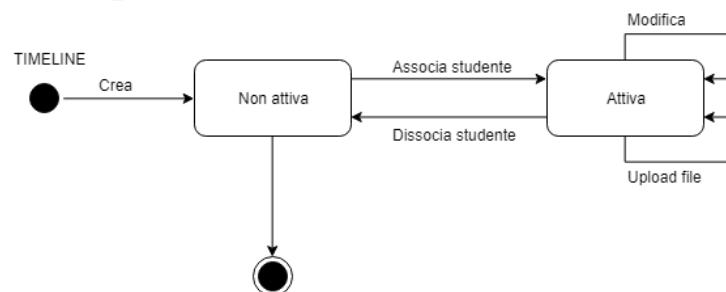 Modifica
TIMELINE
Crea
Non attiva
Associa studente
Attiva
Dissocia studente
Upload file